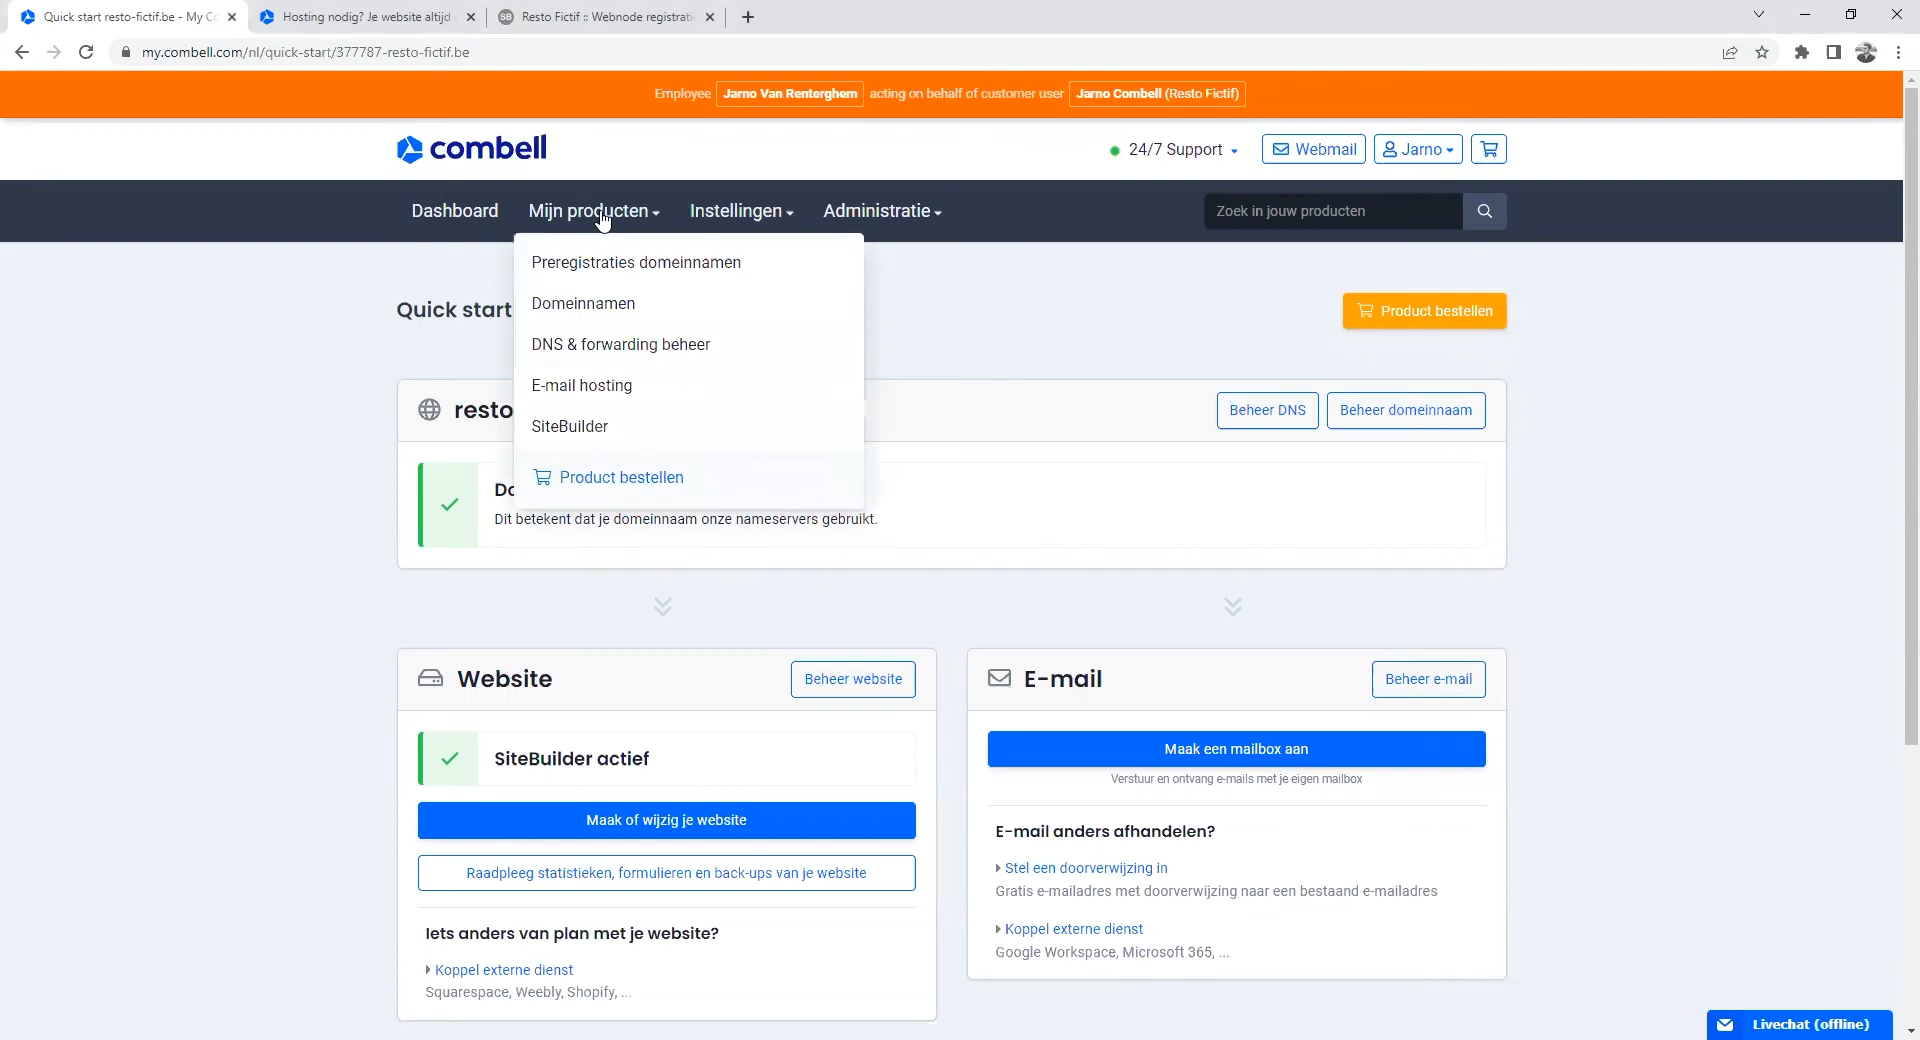 Quick start resto-fictif.be - My Co
Hosting nodig? Je website altijd
SB Resto Fictif :: Webnode registrati
my.combell.com/nl/quick-start/377787-resto-fictif.be
Employee Jarno Van Renterghem acting on behalf of customer user Jarno Combell (Resto Fictif)
combell
24/7 Support
Webmail
Jarno
Dashboard
Mijn producten
Instellingen
Administratie
Zoek in jouw producten
Preregistraties domeinnamen
Domeinnamen
DNS & forwarding beheer
E-mail hosting
SiteBuilder
Product bestellen
Quick start
Product bestellen
resto
Beheer DNS
Beheer domeinnaam
Do
Dit betekent dat je domeinnaam onze nameservers gebruikt.
Website
Beheer website
SiteBuilder actief
Maak of wijzig je website
Raadpleeg statistieken, formulieren en back-ups van je website
Iets anders van plan met je website?
Koppel externe dienst
Squarespace, Weebly, Shopify, ...
E-mail
Beheer e-mail
Maak een mailbox aan
Verstuur en ontvang e-mails met je eigen mailbox
E-mail anders afhandelen?
Stel een doorverwijzing in
Gratis e-mailadres met doorverwijzing naar een bestaand e-mailadres
Koppel externe dienst
Google Workspace, Microsoft 365, ...
Livechat (offline)